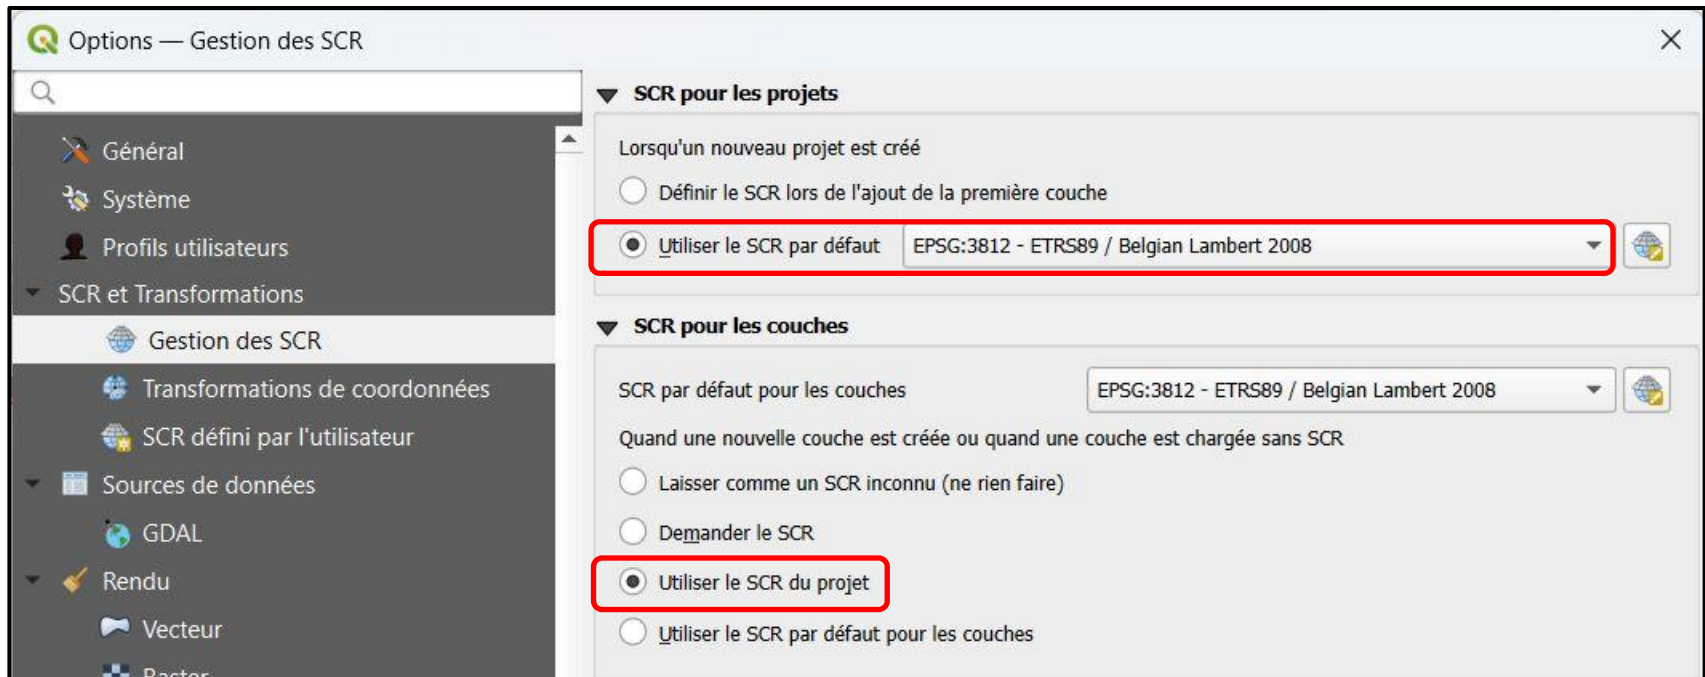 Options — Gestion des SCR
Général
Système
Profils utilisateurs
SCR et Transformations
Gestion des SCR
Transformations de coordonnées
SCR défini par l'utilisateur
Sources de données
GDAL
Rendu
Vecteur
Raster
SCR pour les projets
Lorsqu'un nouveau projet est créé
Définir le SCR lors de l'ajout de la première couche
Utiliser le SCR par défaut EPSG:3812 - ETRS89 / Belgian Lambert 2008
SCR pour les couches
SCR par défaut pour les couches EPSG:3812 - ETRS89 / Belgian Lambert 2008
Quand une nouvelle couche est créée ou quand une couche est chargée sans SCR
Laisser comme un SCR inconnu (ne rien faire)
Demander le SCR
Utiliser le SCR du projet
Utiliser le SCR par défaut pour les couches